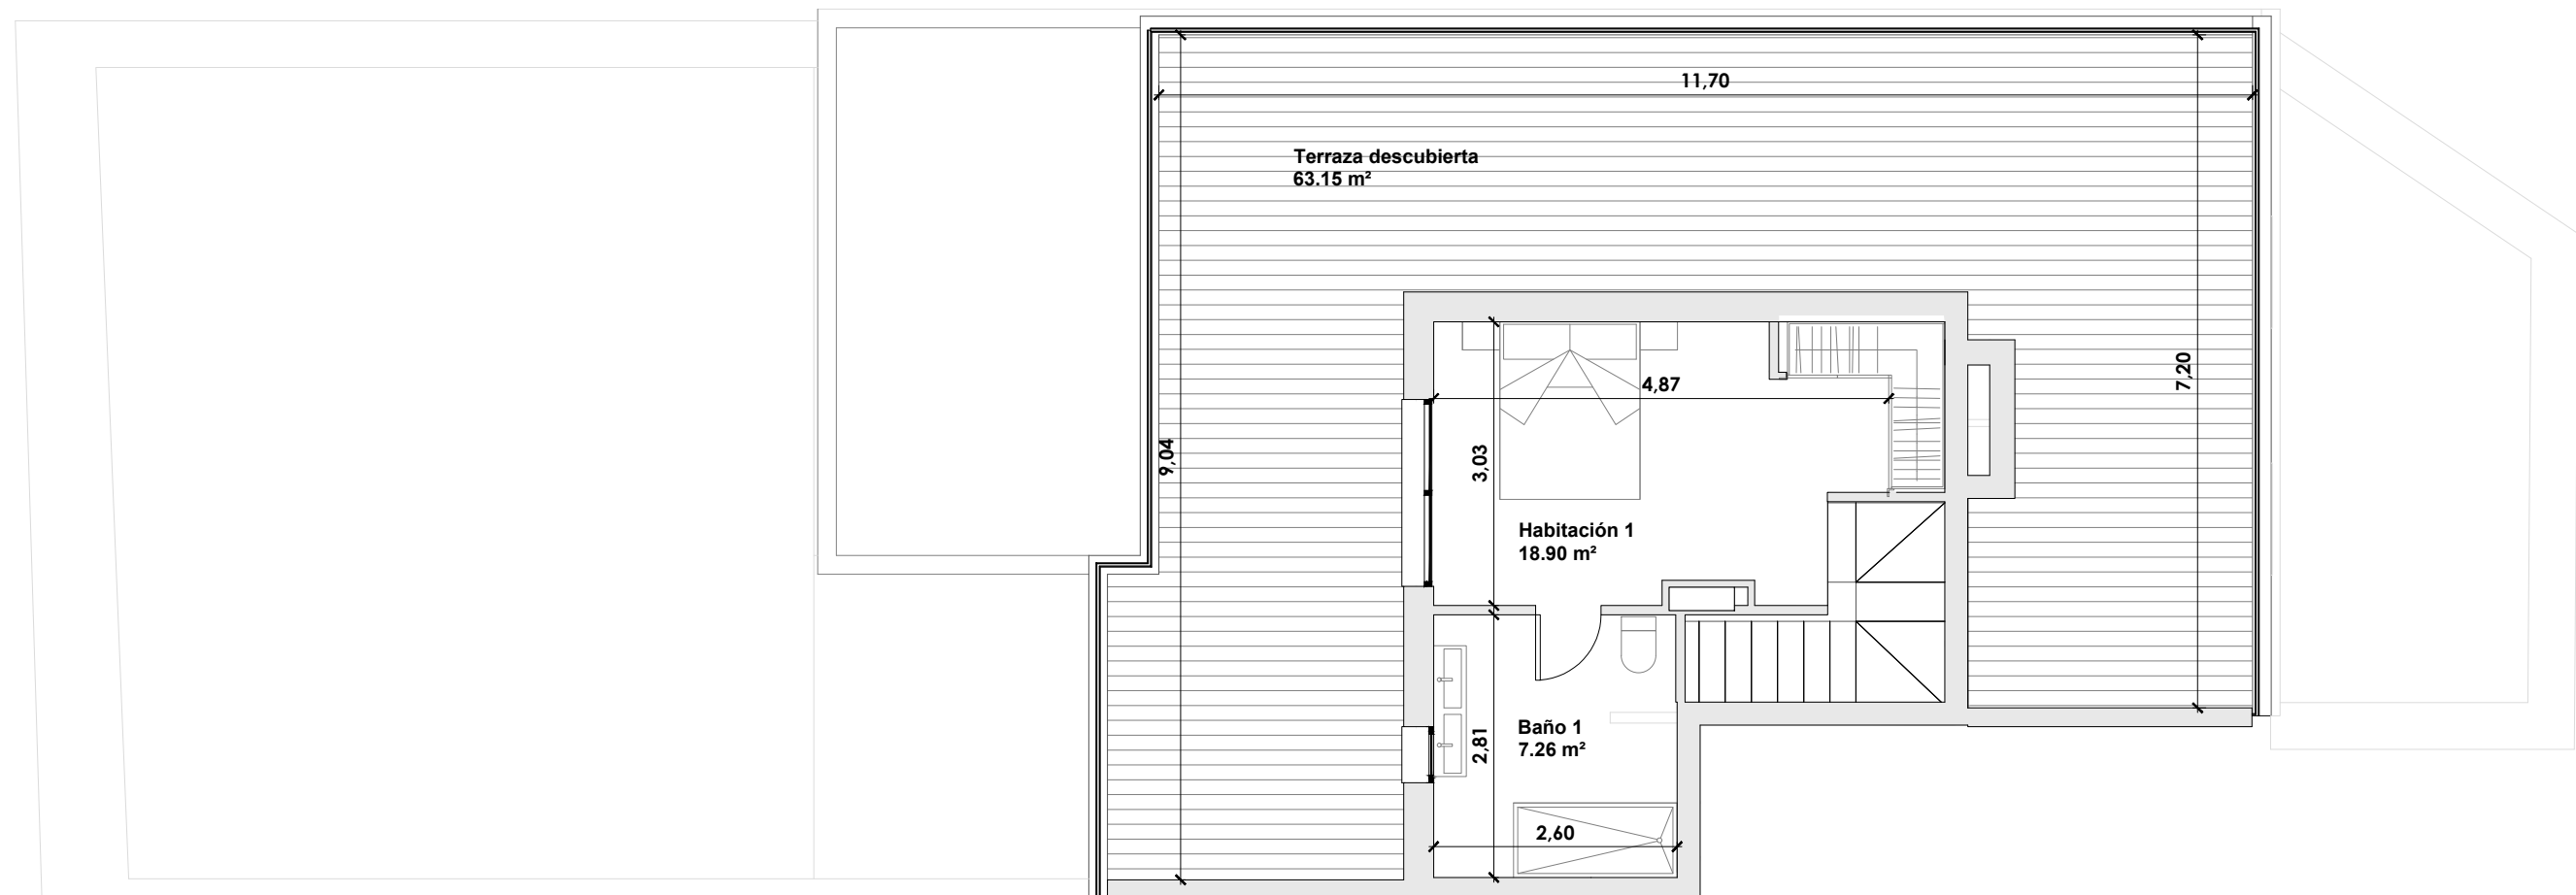 11,70
Terraza descubierta
63.15 m²
7,20
4,87
9,04
3,03
Habitación 1
18.90 m²
Baño 1
7.26 m²
2,81
2,60